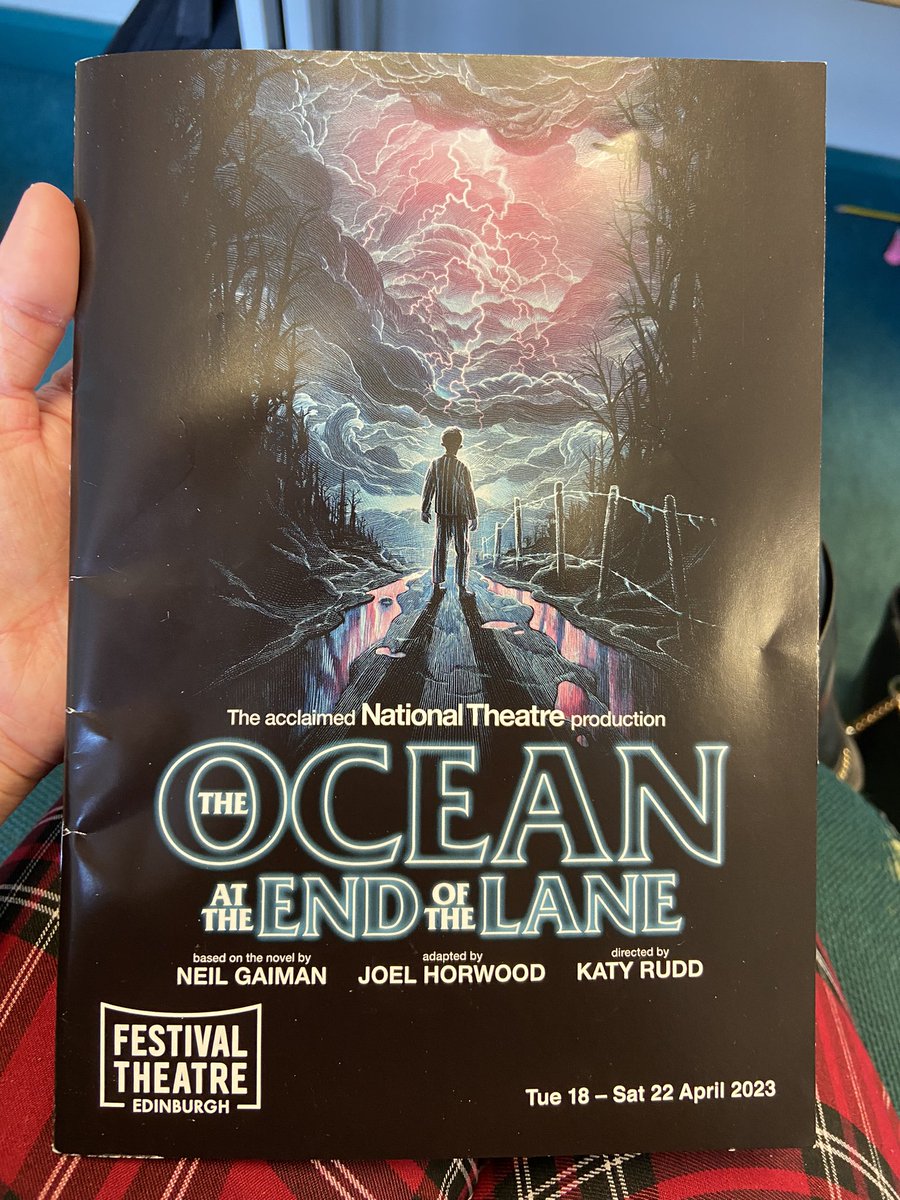 The acclaimed National Theatre production
THE OCEAN
AT THE END OF THE LANE
based on the novel by
NEIL GAIMAN
adapted by
JOEL HORWOOD
directed by
KATY RUDD
FESTIVAL
THEATRE
EDINBURGH
Tue 18 – Sat 22 April 2023